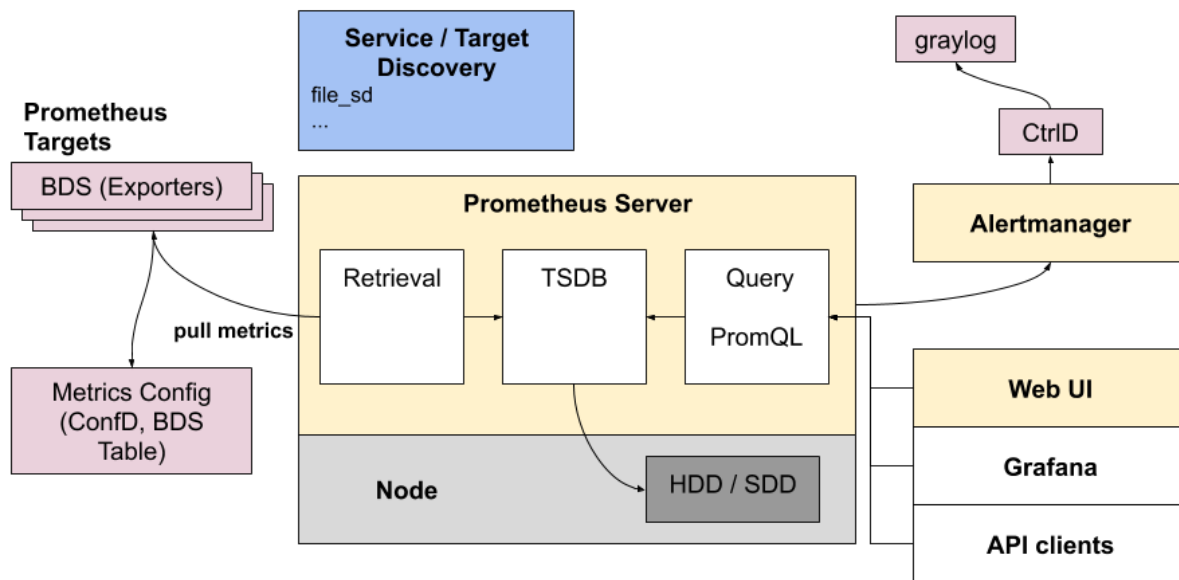 Service / Target
Discovery
file_sd
...
graylog
CtrlD
Prometheus
Targets
BDS (Exporters)
Prometheus Server
Alertmanager
Retrieval
TSDB
Query
PromQL
pull metrics
Metrics Config
(ConfD, BDS
Table)
Web UI
Grafana
API clients
Node
HDD / SDD